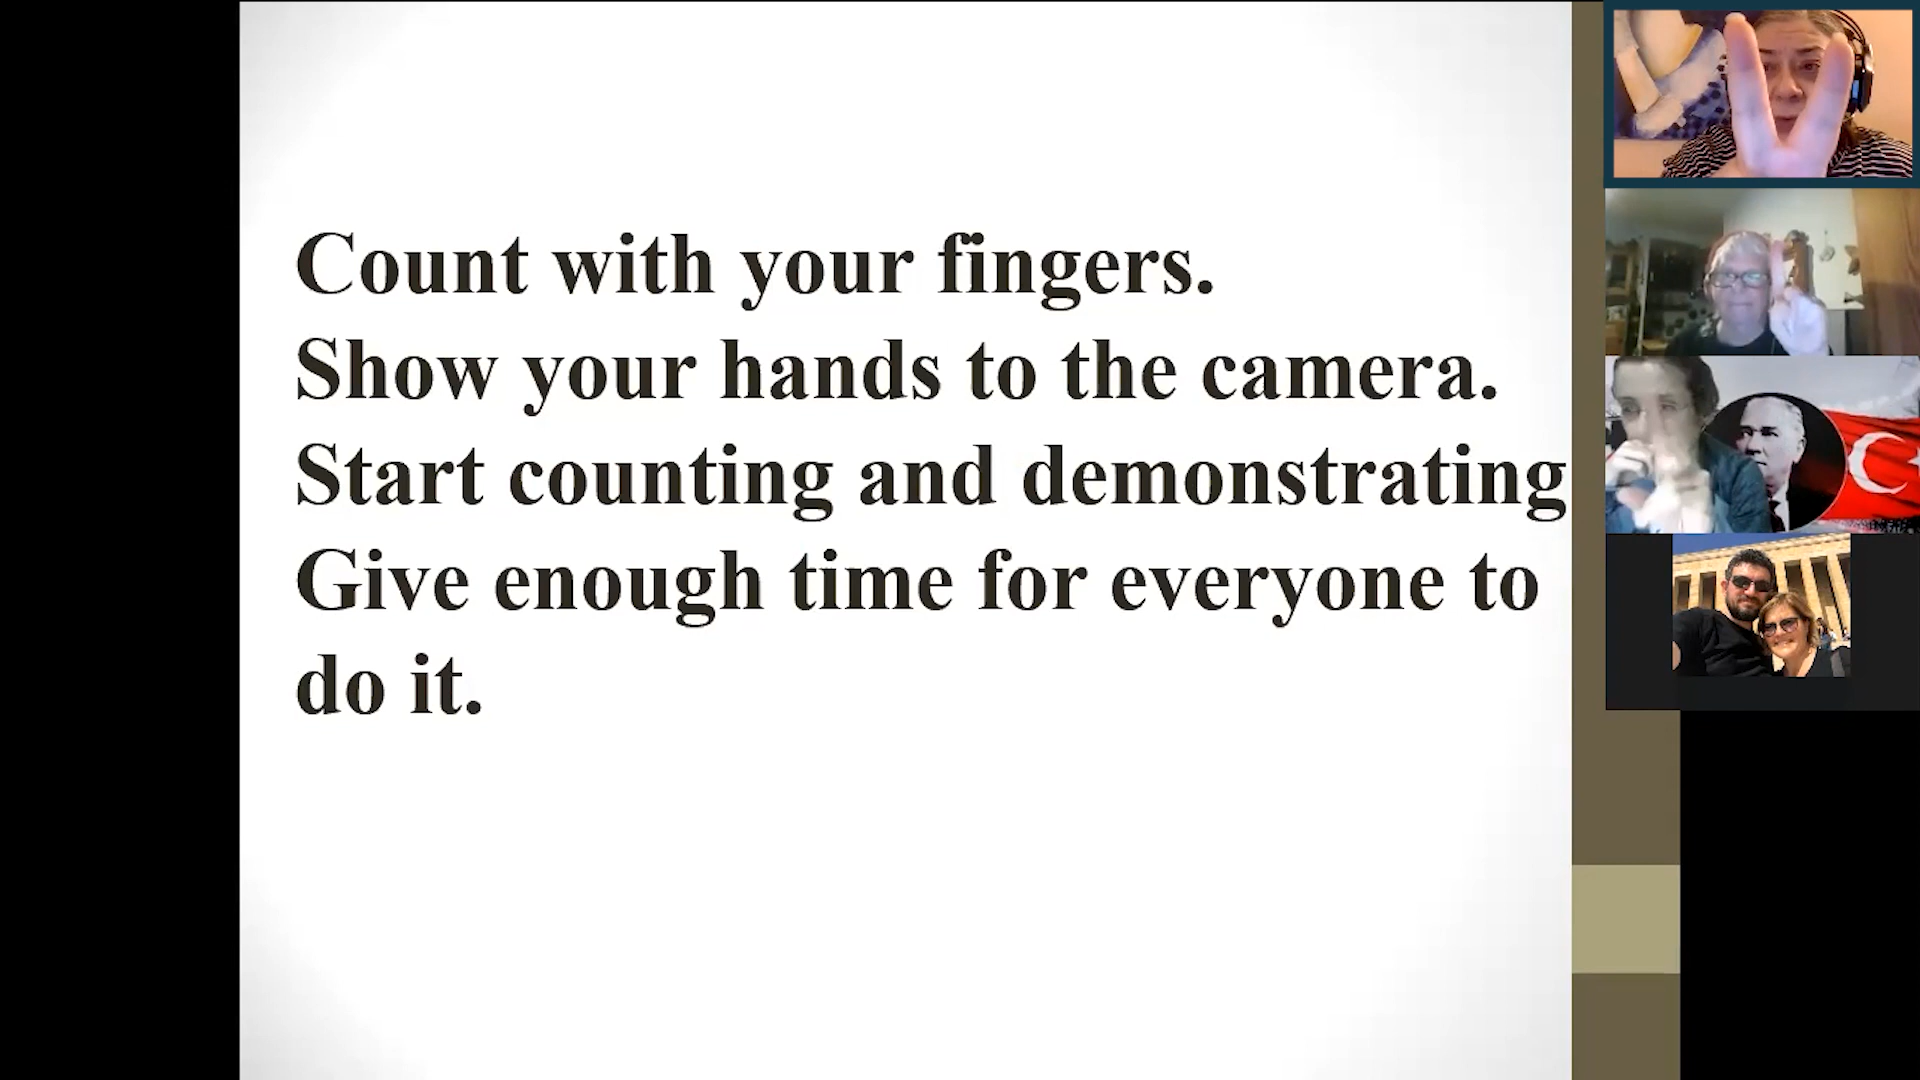 Count with your fingers.
Show your hands to the camera.
Start counting and demonstrating
Give enough time for everyone to
do it.